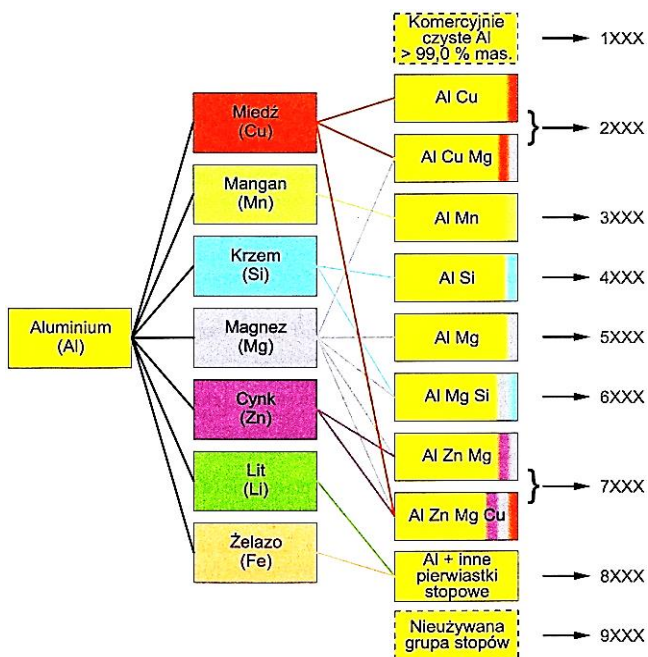 Komercyjnie
czyste Al
> 99,0 % mas.
1XXX
Miedź
(Cu)
Al Cu
2XXX
Al Cu Mg
Mangan
(Mn)
Al Mn
3XXX
Krzem
(Si)
Al Si
4XXX
Aluminium
(Al)
Magnez
(Mg)
Al Mg
5XXX
Cynk
(Zn)
Al Mg Si
6XXX
Al Zn Mg
7XXX
Lit
(Li)
Al Zn Mg Cu
Żelazo
(Fe)
Al + inne
pierwiastki
stopowe
8XXX
Nieużywana
grupa stopów
9XXX